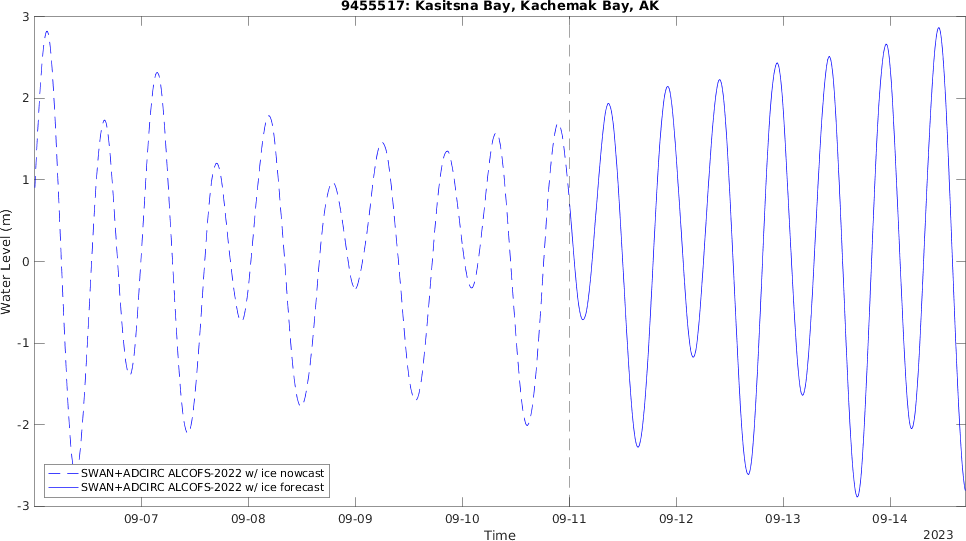 9455517: Kasitsna Bay, Kachemak Bay, AK
3
2
1
0
-1
-2
-3
Water Level (m)
SWAN+ADCIRC ALCOFS-2022 w/ ice nowcast
SWAN+ADCIRC ALCOFS-2022 w/ ice forecast
09-07 09-08 09-09 09-10 09-11 09-12 09-13 09-14
Time
2023